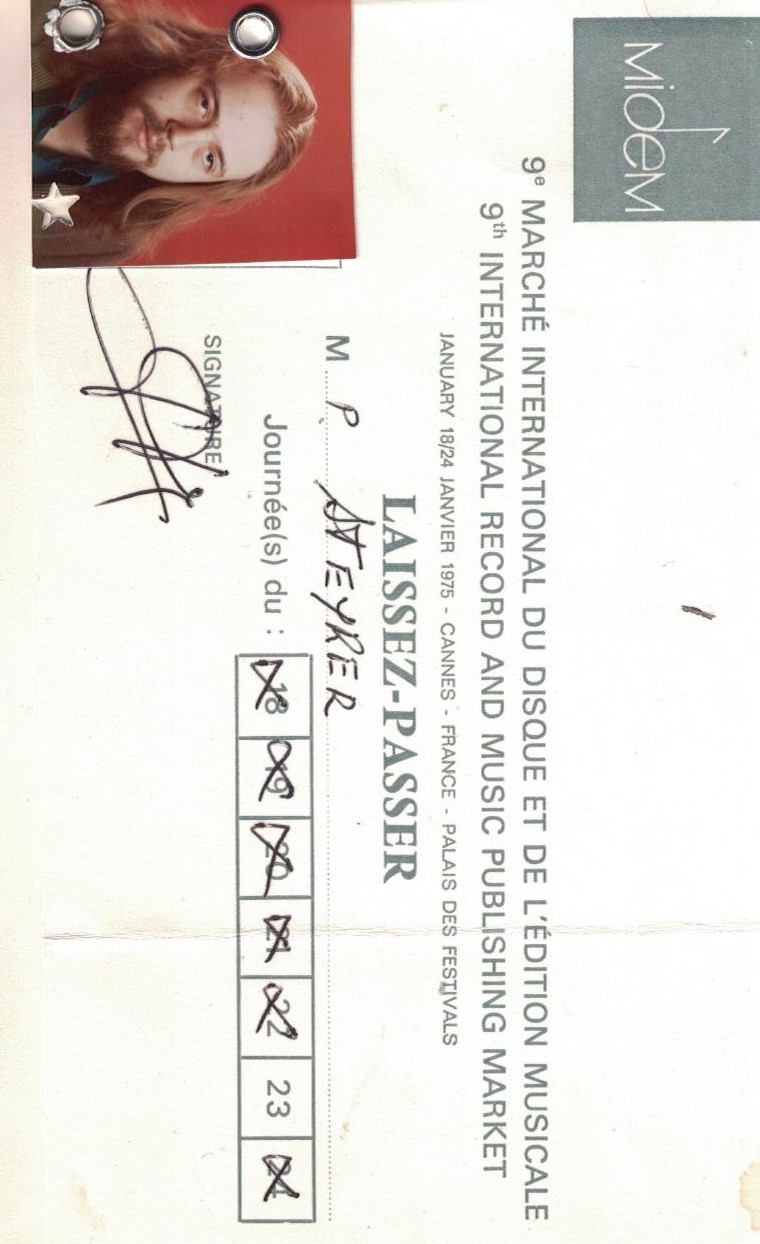 MIDEM
9e MARCHÉ INTERNATIONAL DU DISQUE ET DE L'ÉDITION MUSICALE
9th INTERNATIONAL RECORD AND MUSIC PUBLISHING MARKET
JANUARY 18/24 JANVIER 1975 - CANNES - FRANCE - PALAIS DES FESTIVALS
LAISSEZ-PASSER
M P STEYRER
Journée(s) du : 18 19 20 21 22 23 24
SIGNATURE